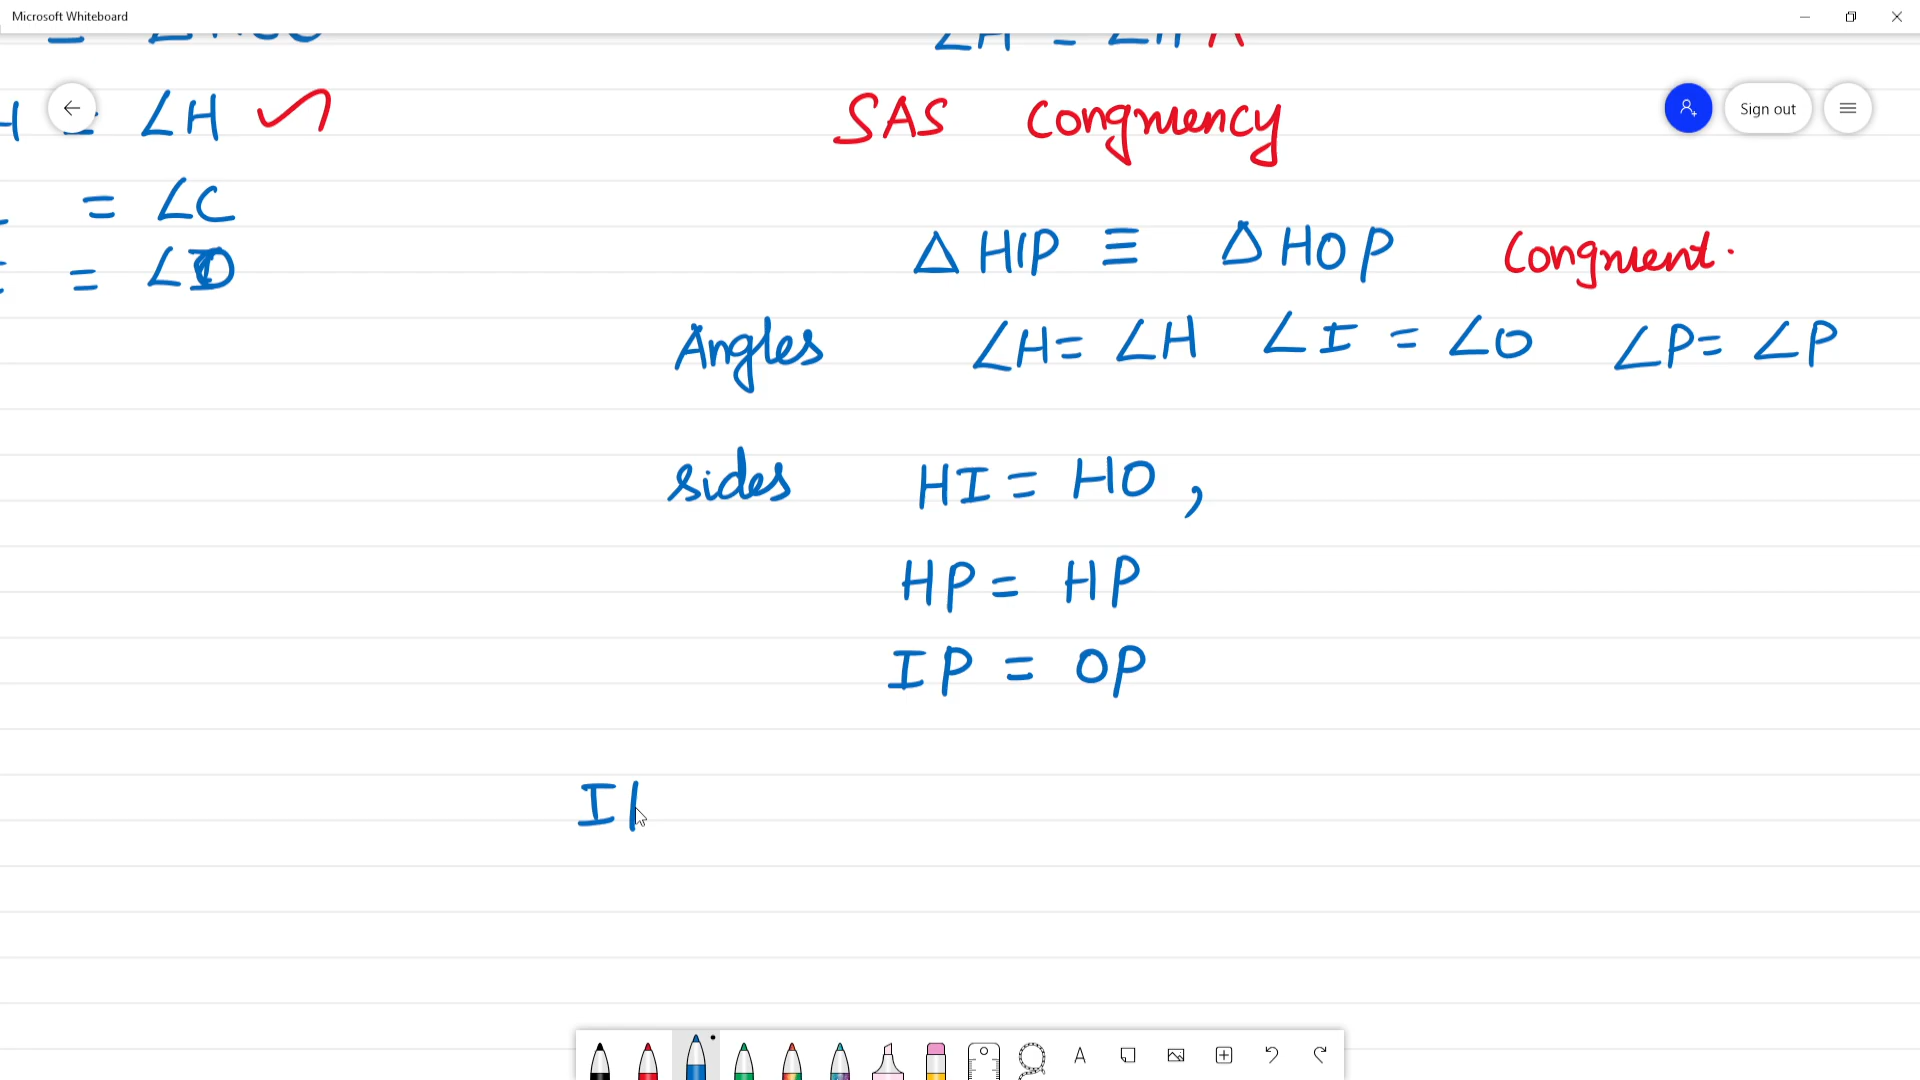 Microsoft Whiteboard
Sign out
∠H = ∠H
= ∠C
= ∠D
SAS Congruency
△ HIP ≡ △ HOP Congruent.
Angles ∠H = ∠H ∠I = ∠O ∠P = ∠P
sides HI = HO ,
HP = HP
IP = OP
I
A